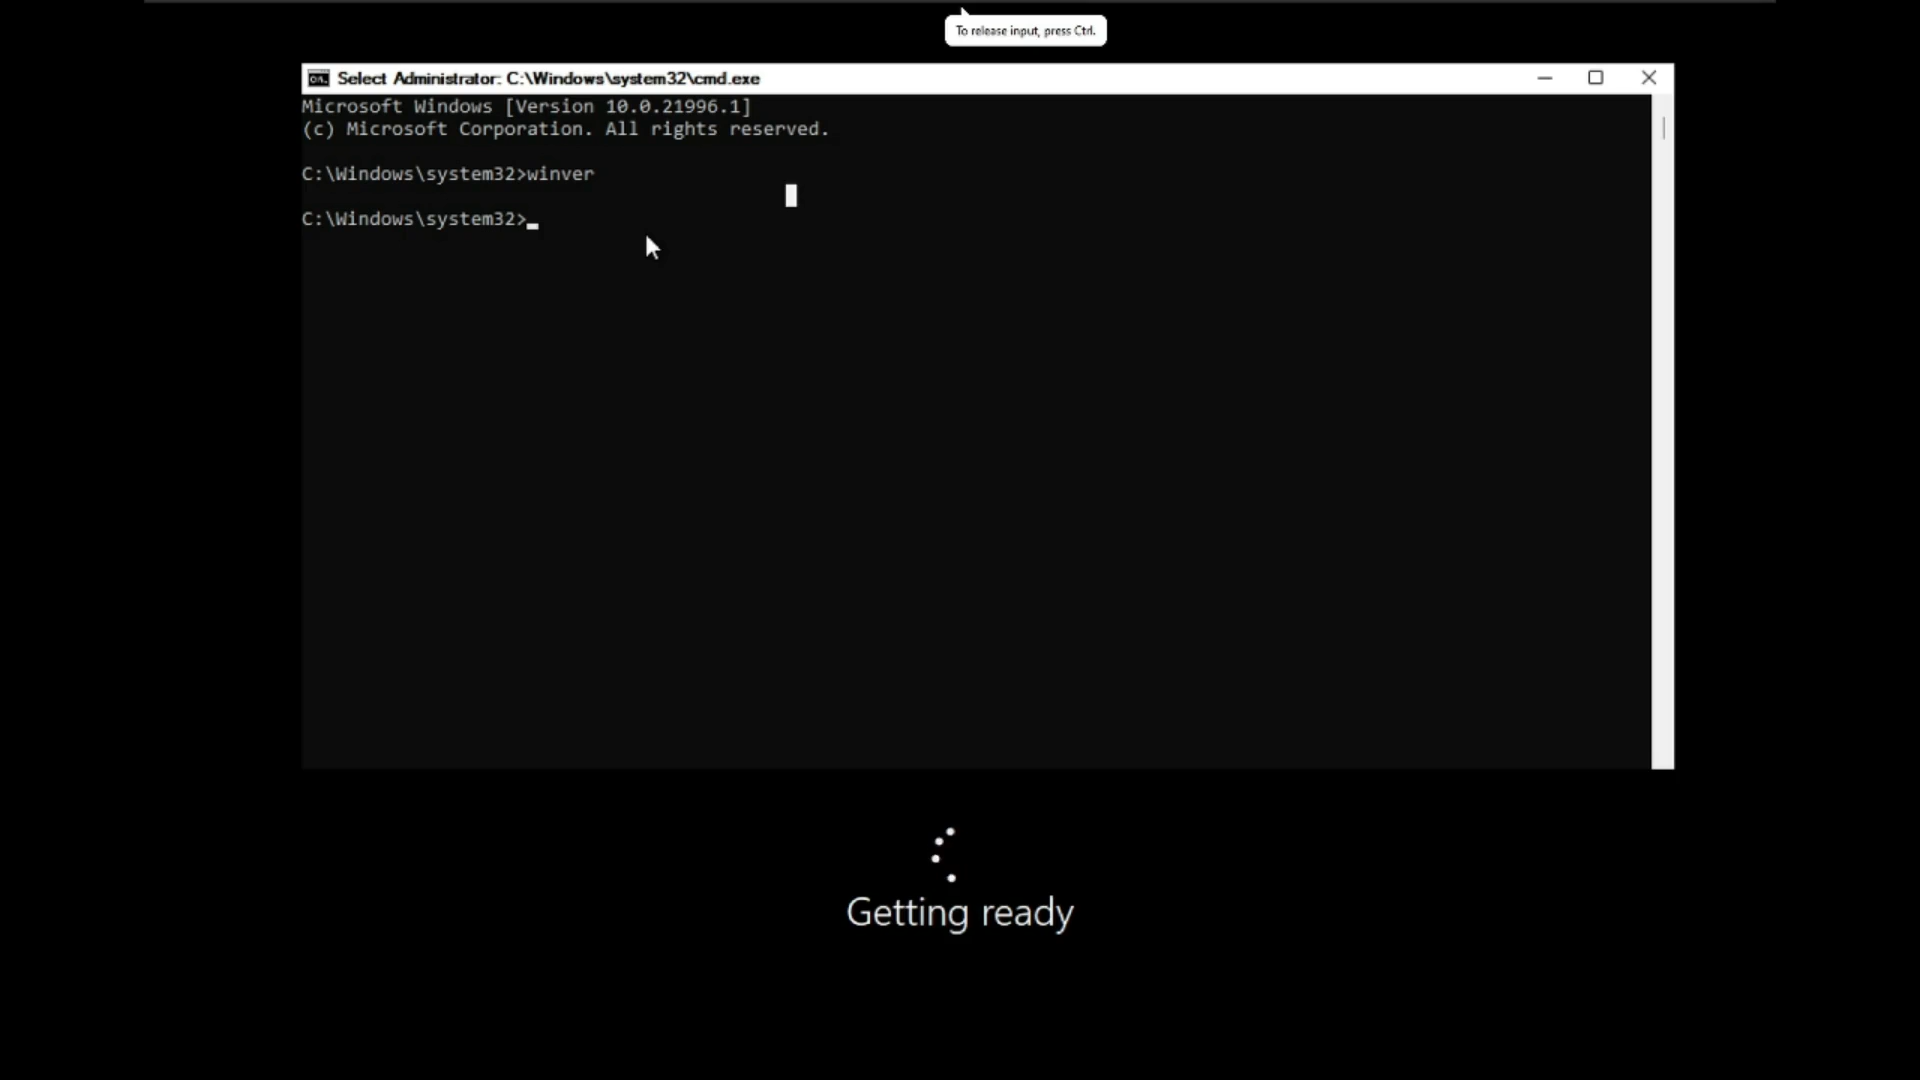 To release input, press Ctrl.
Select Administrator: C:\Windows\system32\cmd.exe
Microsoft Windows [Version 10.0.21996.1]
(c) Microsoft Corporation. All rights reserved.
C:\Windows\system32>winver
C:\Windows\system32>
Getting ready